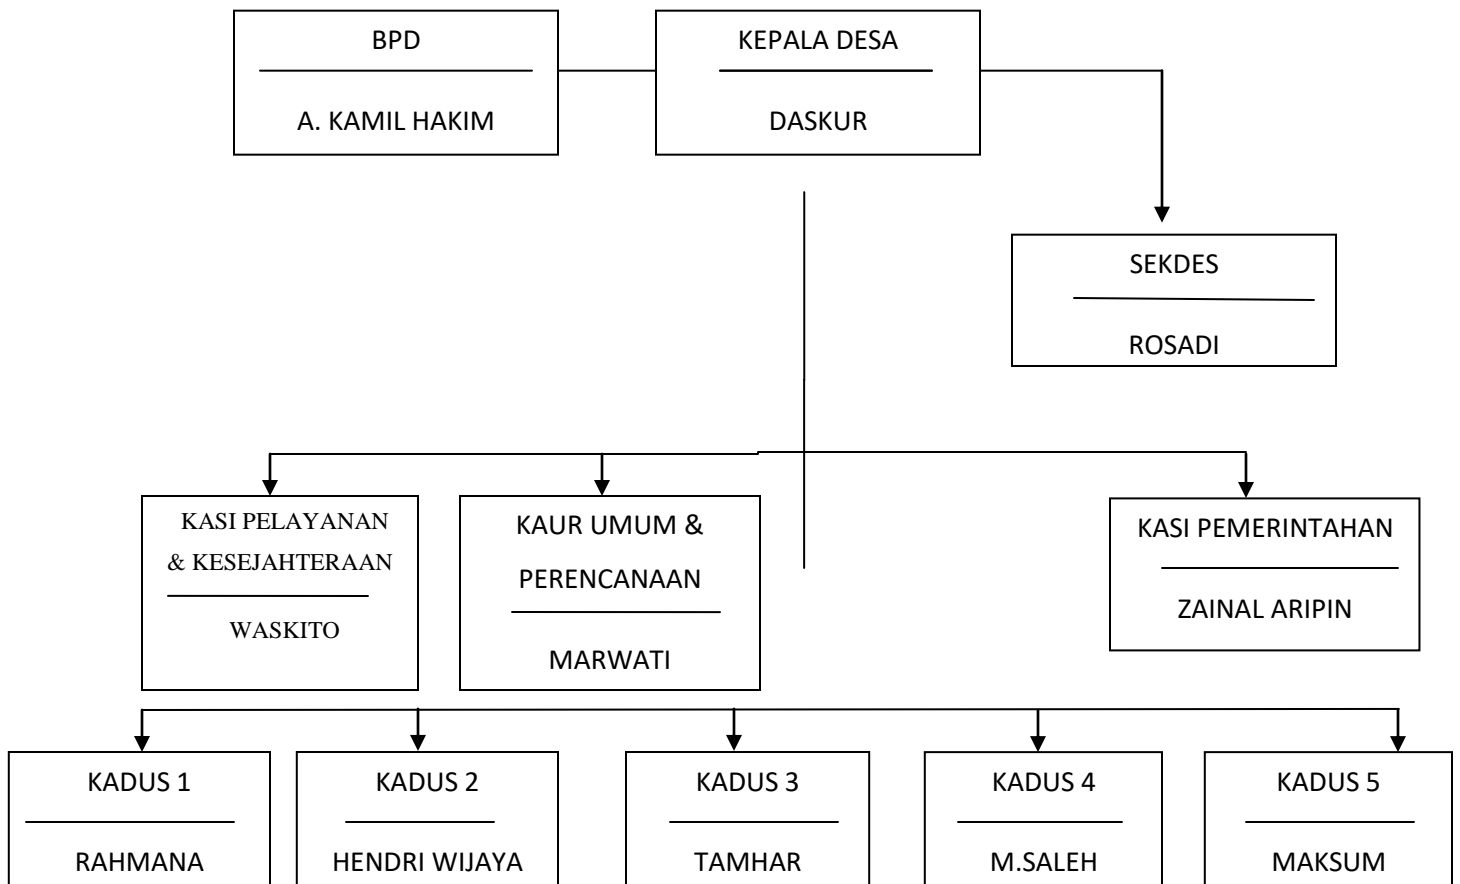 BPD
A. KAMIL HAKIM
KEPALA DESA
DASKUR
SEKDES
ROSADI
KASI PELAYANAN
& KESEJAHTERAAN
WASKITO
KAUR UMUM &
PERENCANAAN
MARWATI
KASI PEMERINTAHAN
ZAINAL ARIPIN
KADUS 1
RAHMANA
KADUS 2
HENDRI WIJAYA
KADUS 3
TAMHAR
KADUS 4
M.SALEH
KADUS 5
MAKSUM